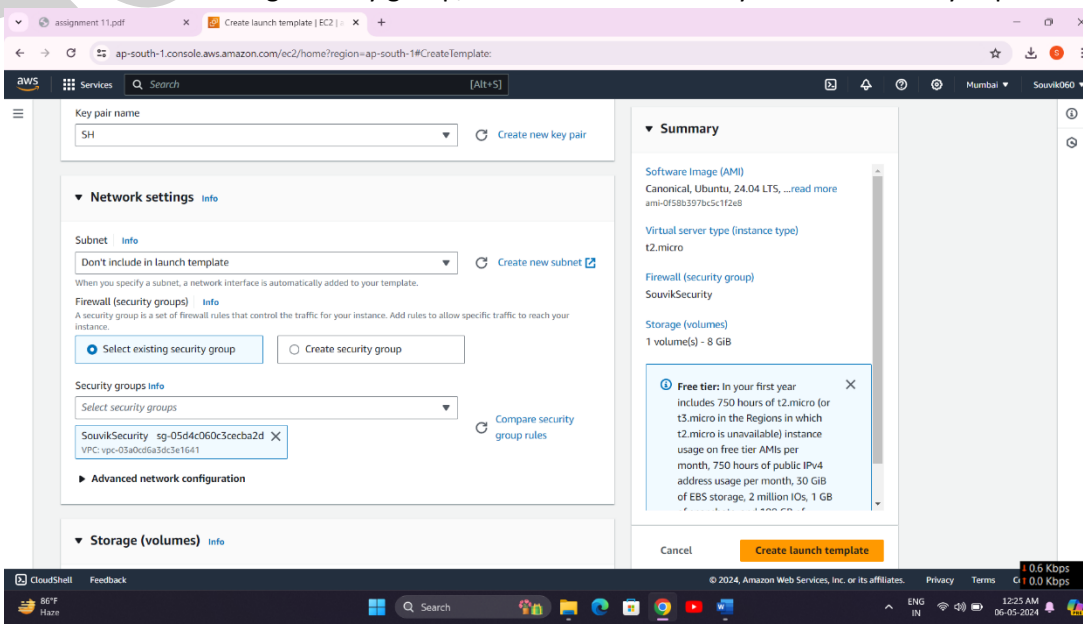 assignment 11.pdf
Create launch template | EC2 |
ap-south-1.console.aws.amazon.com/ec2/home?region=ap-south-1#CreateTemplate:
aws
Services
Search
[Alt+S]
Mumbai
Souvik060
Key pair name
SH
Create new key pair
Network settings Info
Subnet Info
Don't include in launch template
Create new subnet
When you specify a subnet, a network interface is automatically added to your template.
Firewall (security groups) Info
A security group is a set of firewall rules that control the traffic for your instance. Add rules to allow specific traffic to reach your
instance.
Select existing security group
Create security group
Security groups Info
Select security groups
Compare security
group rules
SouvikSecurity sg-05d4c060c3cecba2d
VPC: vpc-03a0cd6a3dc3e1641
Advanced network configuration
Storage (volumes) Info
Summary
Software Image (AMI)
Canonical, Ubuntu, 24.04 LTS, ...read more
ami-0f58b397bc5c1f2e8
Virtual server type (instance type)
t2.micro
Firewall (security group)
SouvikSecurity
Storage (volumes)
1 volume(s) - 8 GiB
Free tier: In your first year
includes 750 hours of t2.micro (or
t3.micro in the Regions in which
t2.micro is unavailable) instance
usage on free tier AMIs per
month, 750 hours of public IPv4
address usage per month, 30 GiB
of EBS storage, 2 million IOs, 1 GB
Cancel
Create launch template
CloudShell
Feedback
© 2024, Amazon Web Services, Inc. or its affiliates.
Privacy
Terms
0.6 Kbps
0.0 Kbps
86°F
Haze
Search
ENG
IN
12:25 AM
06-05-2024